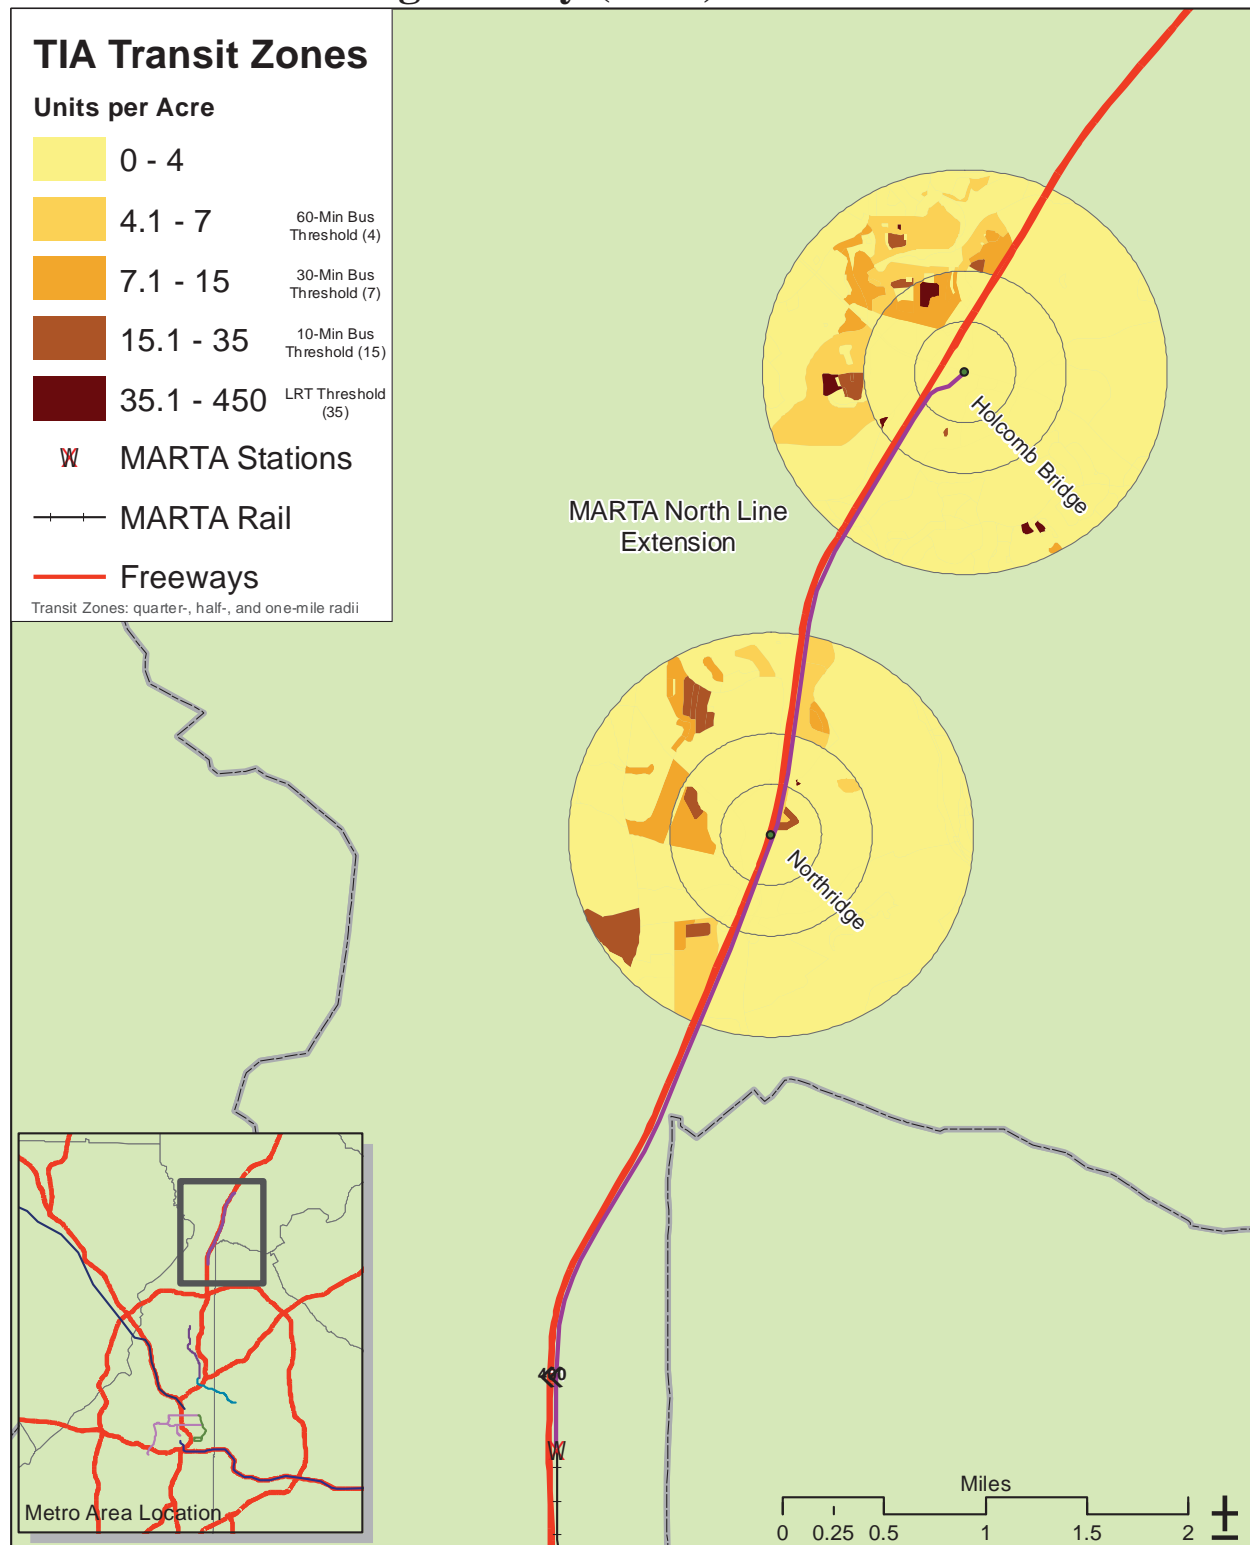 TIA Transit Zones
Units per Acre
0 - 4
4.1 - 7
60-Min Bus
Threshold (4)
7.1 - 15
30-Min Bus
Threshold (7)
15.1 - 35
10-Min Bus
Threshold (15)
35.1 - 450
LRT Threshold
(35)
MARTA Stations
MARTA Rail
Freeways
Transit Zones: quarter-, half-, and one-mile radii
Holcomb Bridge
MARTA North Line
Extension
Northridge
400
Metro Area Location
Miles
0 0.25 0.5 1 1.5 2